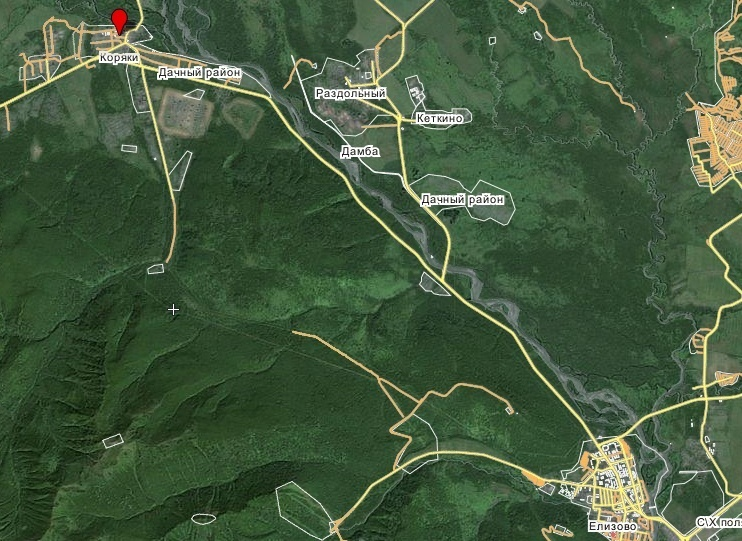 Коряки
Дачный район
Раздольный
Кеткино
Дамба
Дачный район
Елизово
С\Х